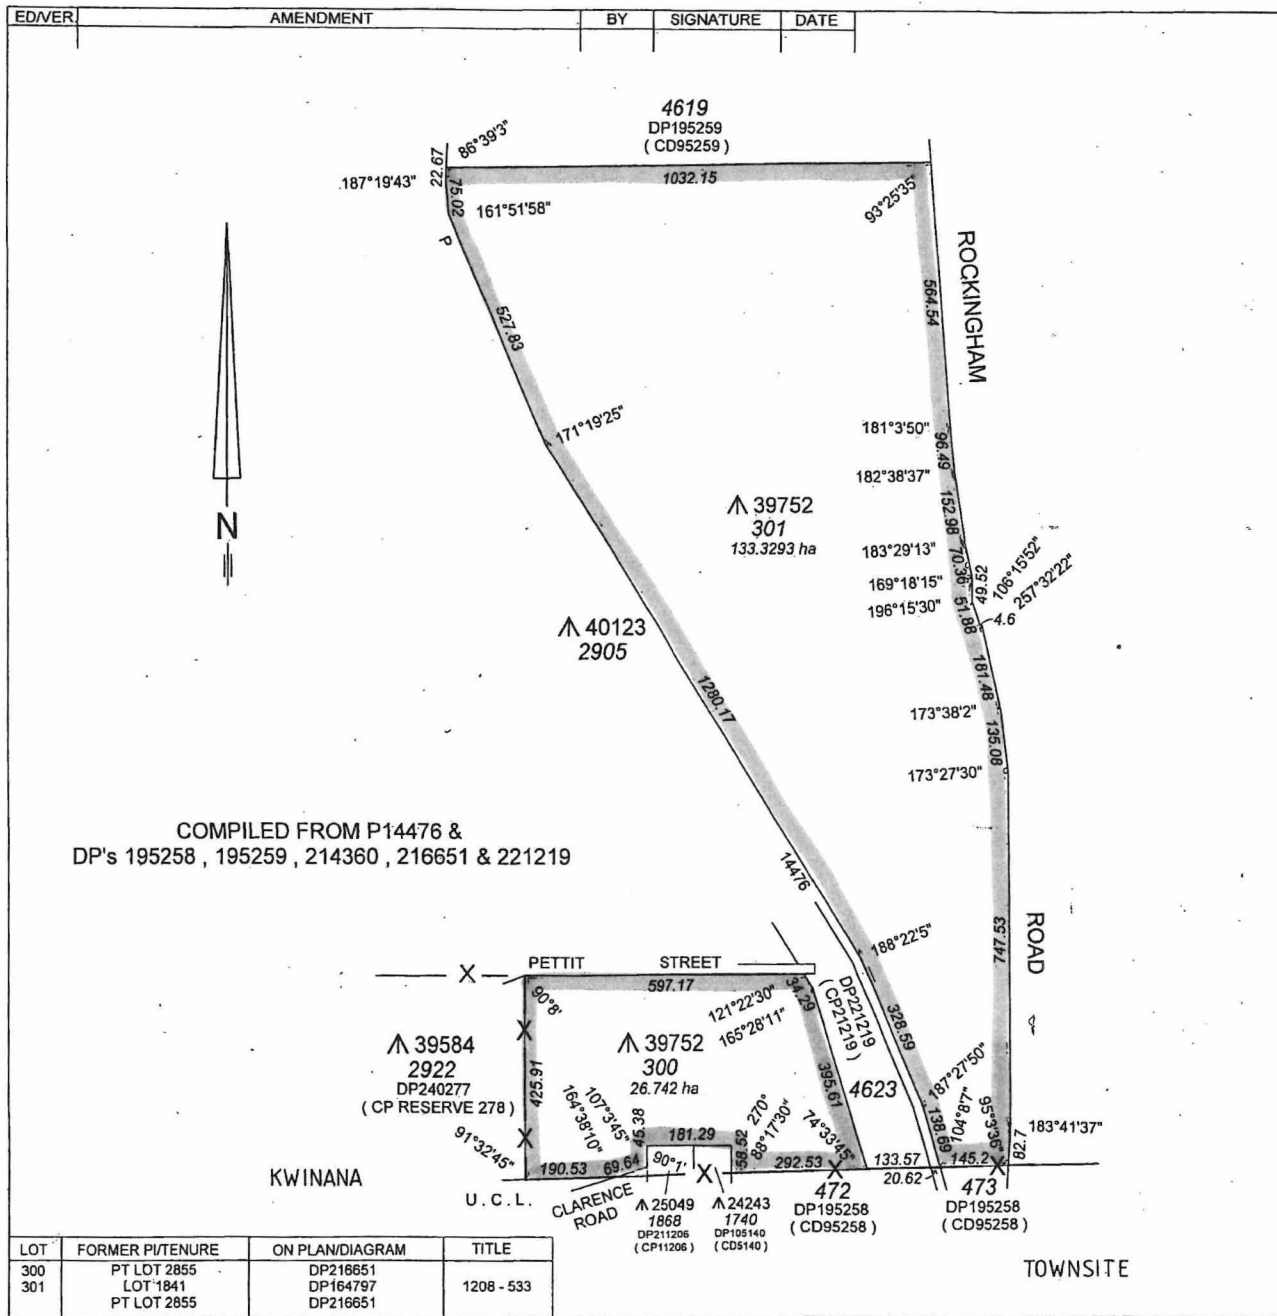 ED/VER. AMENDMENT BY SIGNATURE DATE
4619
DP195259
( CD95259 )
86°39'3"
22.67
187°19'43"
75.02
1032.15
93°25'35"
161°51'58"
P
ROCKINGHAM
564.54
527.83
171°19'25"
181°3'50"
96.49
182°38'37"
152.98
39752
301
133.3293 ha
183°29'13"
70.36
169°18'15"
49.52
106°15'52"
257°32'22"
196°15'30"
51.88
4.6
N
40123
2905
181.48
1280.17
173°38'2"
135.08
173°27'30"
COMPILED FROM P14476 &
DP's 195258 , 195259 , 214360 , 216651 & 221219
14476
188°22'5"
747.53
ROAD
X
PETTIT STREET
597.17
90°8'
34.29
121°22'30"
165°28'11"
DP221219
( CP21219 )
328.59
X
39584
2922
DP240277
( CP RESERVE 278 )
425.91
39752
300
26.742 ha
395.61
4623
187°27'50"
138.69
104°8'7"
95°3'36"
82.7
183°41'37"
164°38'10"
107°3'45"
45.38
181.29
58.52
270°
88°17'30"
74°33'45"
X
91°32'45"
190.53
69.64
90°1'
X
292.53
X
133.57
20.62
145.2
X
KWINANA
U.C.L.
CLARENCE
ROAD
25049
1868
DP211206
( CP11206 )
24243
1740
DP105140
( CD5140 )
472
DP195258
( CD95258 )
473
DP195258
( CD95258 )
TOWNSITE
LOT FORMER PI/TENURE ON PLAN/DIAGRAM TITLE
300 PT LOT 2855 DP216651
301 LOT 1841 DP164797 1208 - 533
PT LOT 2855 DP216651